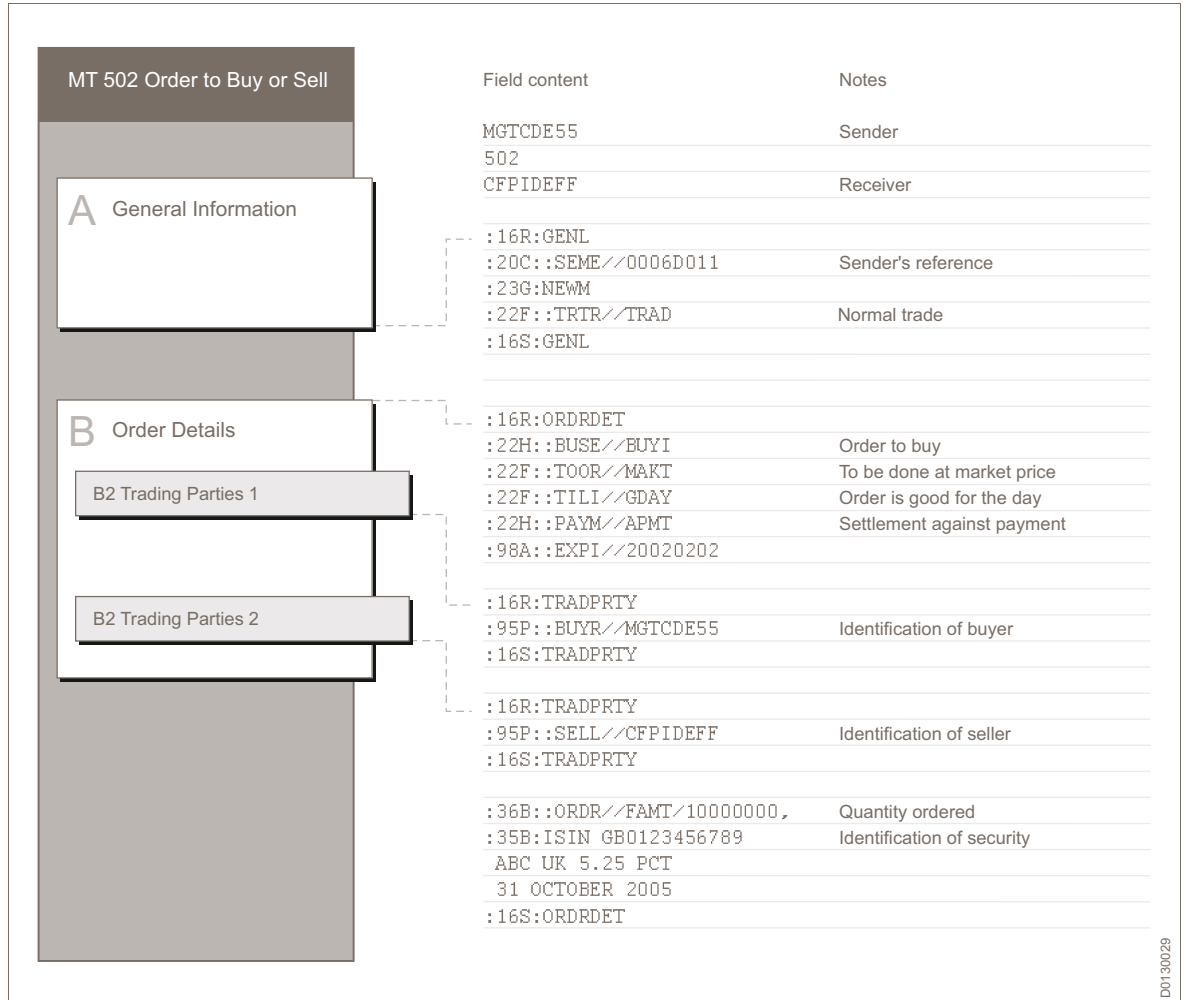 MT 502 Order to Buy or Sell
Field content Notes
MGTCDE55 Sender
502
CFPIDEFF Receiver
A General Information
:16R:GENL
:20C::SEME//0006D011 Sender's reference
:23G:NEWM
:22F::TRTR//TRAD Normal trade
:16S:GENL
B Order Details
:16R:ORDRDET
:22H::BUSE//BUYI Order to buy
:22F::TOOR//MAKT To be done at market price
B2 Trading Parties 1
:22F::TILI//GDAY Order is good for the day
:22H::PAYM//APMT Settlement against payment
:98A::EXPI//20020202
:16R:TRADPRTY
B2 Trading Parties 2
:95P::BUYR//MGTCDE55 Identification of buyer
:16S:TRADPRTY
:16R:TRADPRTY
:95P::SELL//CFPIDEFF Identification of seller
:16S:TRADPRTY
:36B::ORDR//FAMT/10000000, Quantity ordered
:35B:ISIN GB0123456789 Identification of security
ABC UK 5.25 PCT
31 OCTOBER 2005
:16S:ORDRDET
D0130029